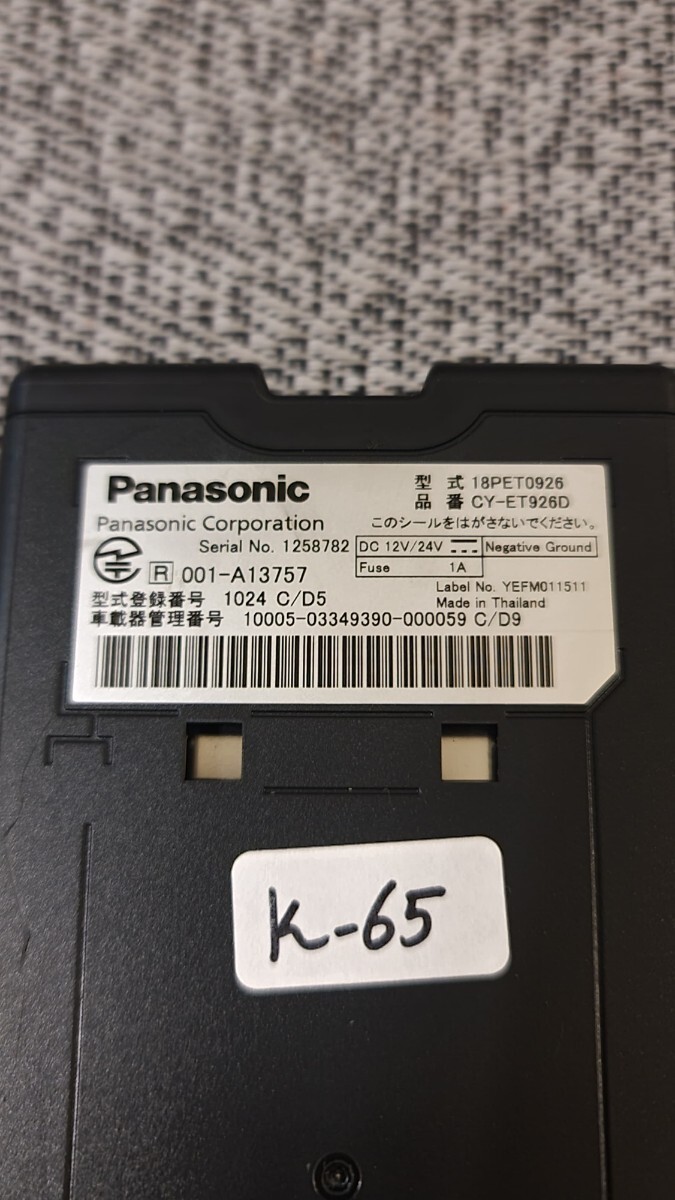 Panasonic
型 式 18PET0926
品 番 CY-ET926D
Panasonic Corporation
このシールをはがさないでください。
Serial No. 1258782
DC 12V/24V
Negative Ground
Fuse 1A
R 001-A13757
Label No. YEFM011511
型式登録番号 1024 C/D5
Made in Thailand
車載器管理番号 10005-03349390-000059 C/D9
K-65